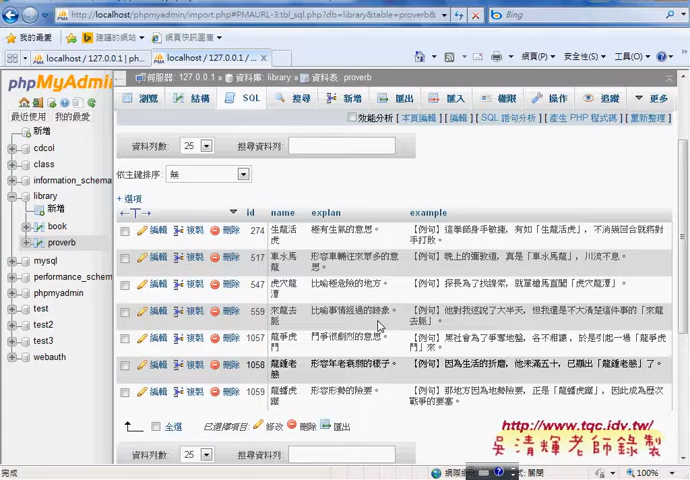 http://localhost/phpmyadmin/import.php#PMAURL-3:tbl_sql.php?db=library&table=proverb&
Bing
我的最愛
建議的網站
網頁快訊圖庫
localhost / 127.0.0.1 | ph...
localhost / 127.0.0.1 / ...
網頁(P)
安全性(S)
工具(O)
phpMyAdmin
最近使用
我的最愛
新增
cdcol
class
information_schema
library
新增
book
proverb
mysql
performance_schema
phpmyadmin
test
test2
test3
webauth
伺服器: 127.0.0.1 » 資料庫: library » 資料表: proverb
瀏覽 結構 SQL 搜尋 新增 匯出 匯入 權限 操作 追蹤 更多
效能分析 [本頁編輯] [編輯] [SQL 語句分析] [產生 PHP 程式碼] [重新整理]
資料列數: 25 搜尋資料列:
依主鍵排序: 無
+ 選項
←T→ id name explan example
編輯 複製 刪除 274 生龍活虎 極有生氣的意思。 【例句】這拳師身手敏捷，有如「生龍活虎」，不消幾回合就將對手打敗。
編輯 複製 刪除 517 車水馬龍 形容車輛往來眾多的意思。 【例句】晚上的彌敦道，真是「車水馬龍」，川流不息。
編輯 複製 刪除 547 虎穴龍潭 比喻極危險的地方。 【例句】探長為了找線索，就單槍馬直闖「虎穴龍潭」。
編輯 複製 刪除 559 來龍去脈 比喻事情經過的跡象。 【例句】他對我述說了大半天，但我還是不大清楚這件事的「來龍去脈」。
編輯 複製 刪除 1057 龍爭虎鬥 鬥爭很劇烈的意思。 【例句】黑社會為了爭奪地盤，各不相讓，於是引起一場「龍爭虎鬥」來。
編輯 複製 刪除 1058 龍鍾老態 形容年老衰弱的樣子。 【例句】因為生活的折磨，他未滿五十，已顯出「龍鍾老態」了。
編輯 複製 刪除 1059 龍蟠虎踞 形容形勢的險要。 【例句】那地方因為地勢險要，正是「龍蟠虎踞」，因此成為歷次戰爭的要塞。
全選 已選擇項目: 修改 刪除 匯出
資料列數: 25 搜尋資料列:
http://www.tqc.idv.tw/
吳清輝老師錄製
完成
式: 關閉
100%